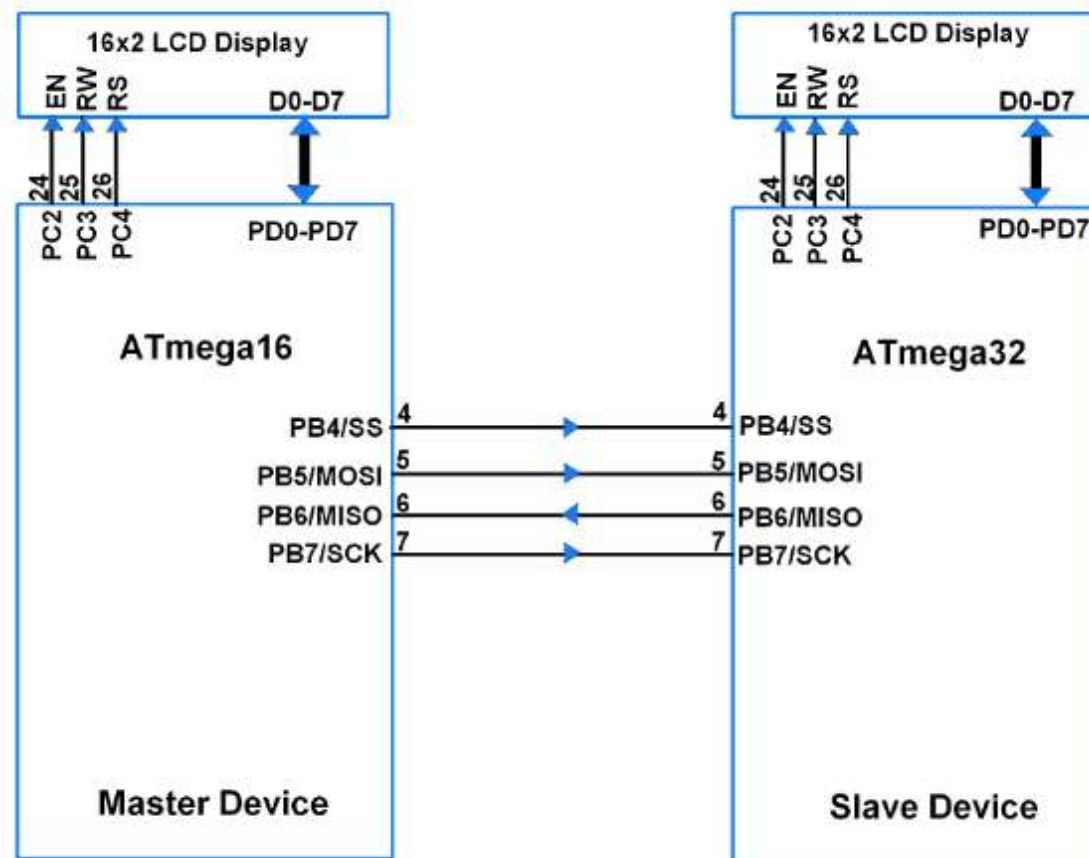 16x2 LCD Display
EN
RW
RS
D0-D7
24
25
26
PC2
PC3
PC4
PD0-PD7
ATmega16
PB4/SS
4
PB5/MOSI
5
PB6/MISO
6
PB7/SCK
7
Master Device
16x2 LCD Display
EN
RW
RS
D0-D7
24
25
26
PC2
PC3
PC4
PD0-PD7
ATmega32
4
PB4/SS
5
PB5/MOSI
6
PB6/MISO
7
PB7/SCK
Slave Device